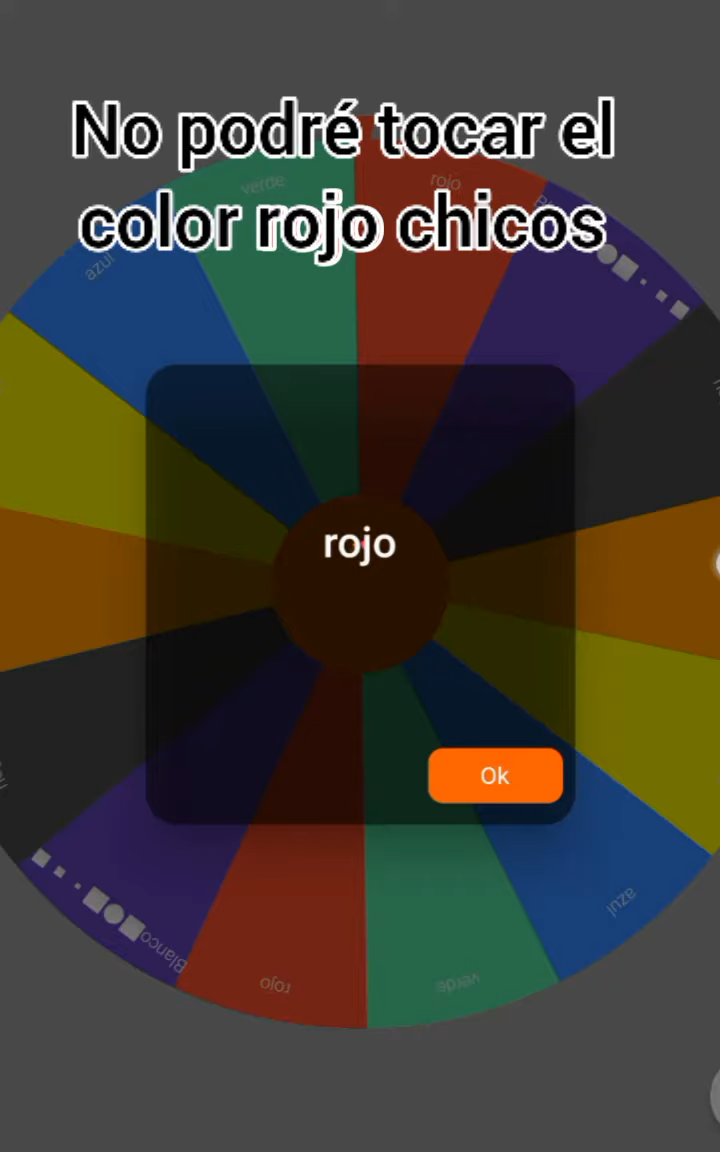 No podré tocar el
color rojo chicos
verde
rojo
azul
rojo
Ok
azul
Blanco
rojo
verde